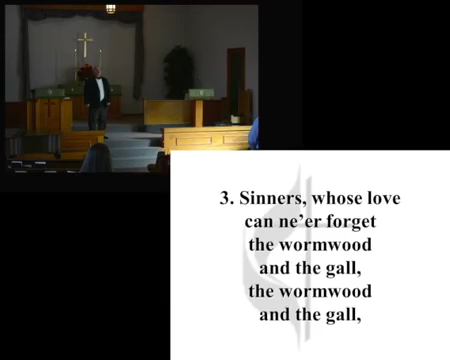 3. Sinners, whose love
can ne'er forget
the wormwood
and the gall,
the wormwood
and the gall,